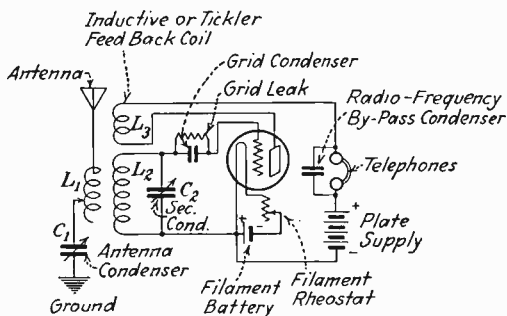 Inductive or Tickler
Feed Back Coil
Grid Condenser
Antenna
Grid Leak
Radio-Frequency
By-Pass Condenser
L3
Telephones
L1
L2
C2
Sec.
Cond.
C1
Antenna
Condenser
+
-
+
Plate
Supply
-
Ground
Filament
Battery
Filament
Rheostat